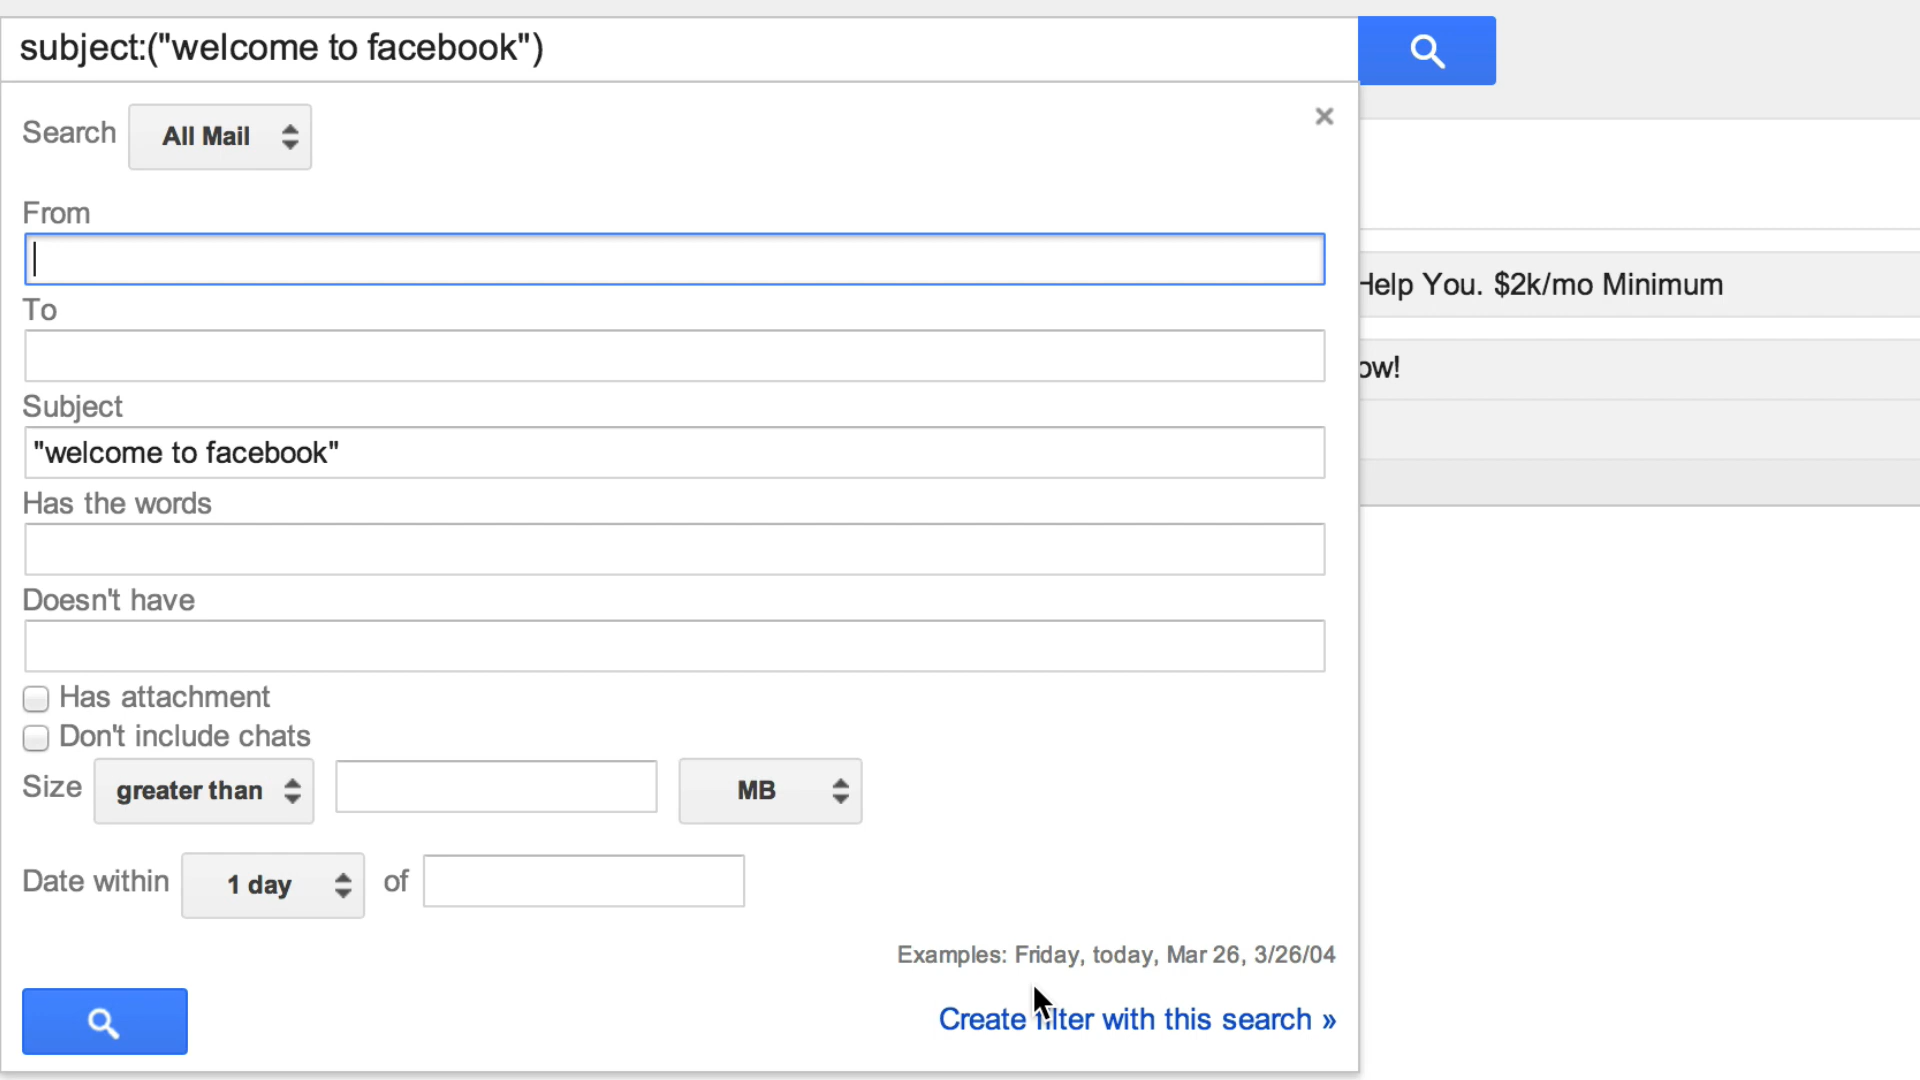 subject:("welcome to facebook")
Search All Mail
From
Help You. $2k/mo Minimum
To
ow!
Subject
"welcome to facebook"
Has the words
Doesn't have
Has attachment
Don't include chats
Size greater than MB
Date within 1 day of
Examples: Friday, today, Mar 26, 3/26/04
Create filter with this search »